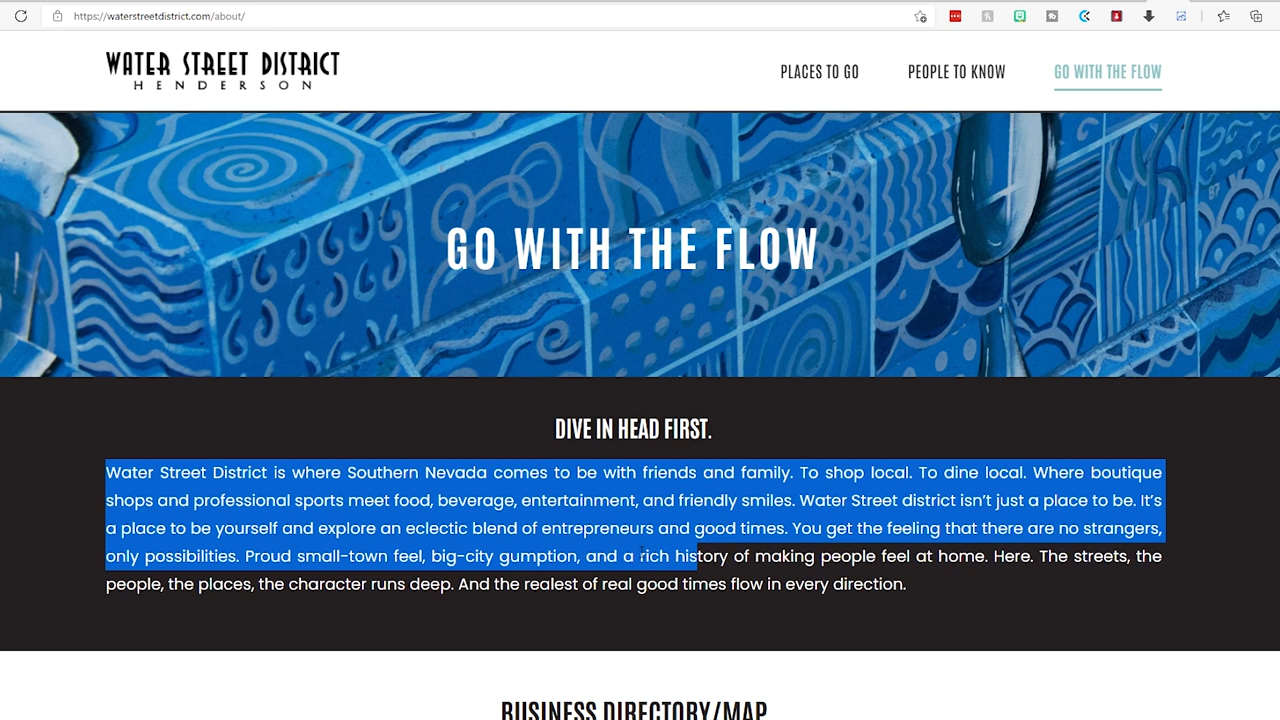 https://waterstreetdistrict.com/about/
WATER STREET DISTRICT
HENDERSON
PLACES TO GO
PEOPLE TO KNOW
GO WITH THE FLOW
GO WITH THE FLOW
DIVE IN HEAD FIRST.
Water Street District is where Southern Nevada comes to be with friends and family. To shop local. To dine local. Where boutique
shops and professional sports meet food, beverage, entertainment, and friendly smiles. Water Street district isn’t just a place to be. It’s
a place to be yourself and explore an eclectic blend of entrepreneurs and good times. You get the feeling that there are no strangers,
only possibilities. Proud small-town feel, big-city gumption, and a rich history of making people feel at home. Here. The streets, the
people, the places, the character runs deep. And the realest of real good times flow in every direction.
BUSINESS DIRECTORY/MAP